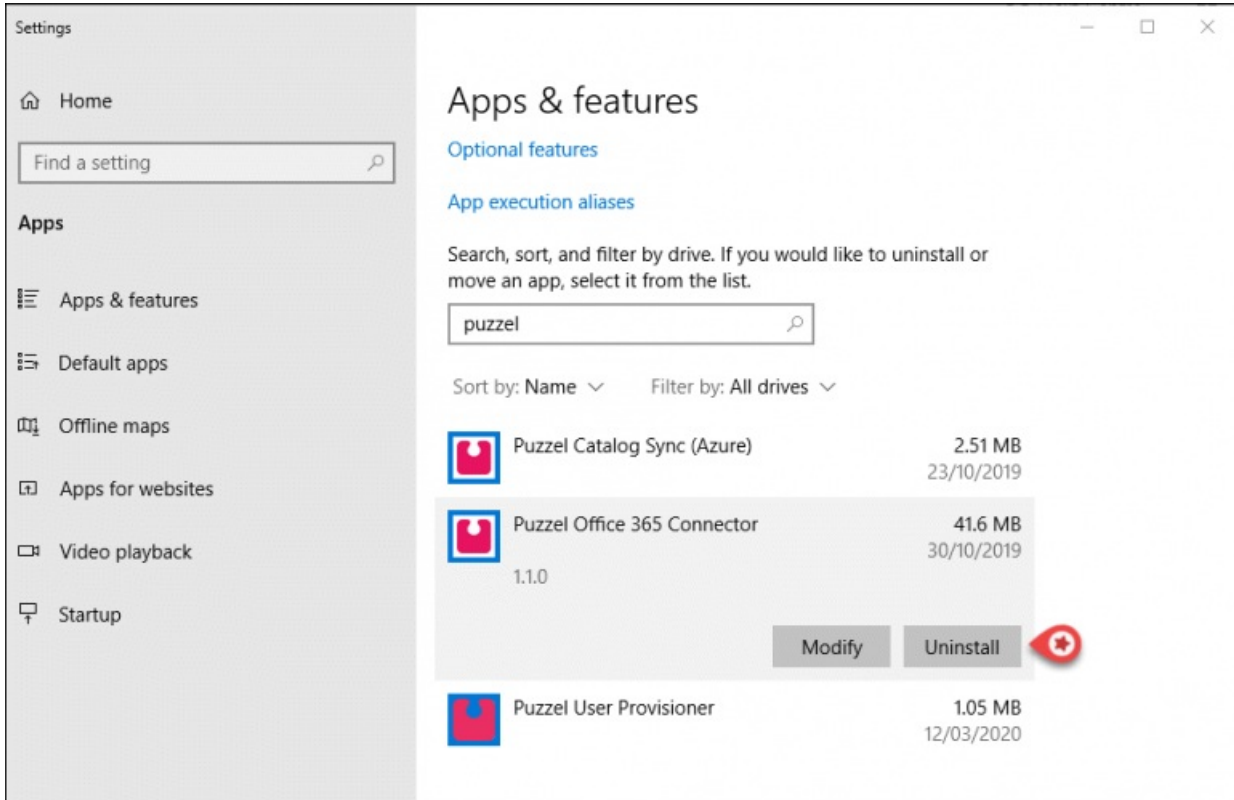 Settings
Home
Find a setting
Apps
Apps & features
Default apps
Offline maps
Apps for websites
Video playback
Startup
Apps & features
Optional features
App execution aliases
Search, sort, and filter by drive. If you would like to uninstall or
move an app, select it from the list.
puzzel
Sort by: Name Filter by: All drives
Puzzel Catalog Sync (Azure) 2.51 MB
23/10/2019
Puzzel Office 365 Connector 41.6 MB
30/10/2019
1.1.0
Modify Uninstall
Puzzel User Provisioner 1.05 MB
12/03/2020